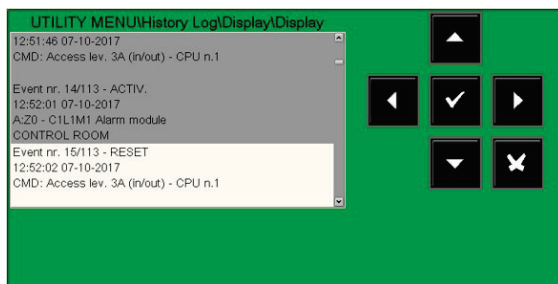 UTILITY MENU\History Log\Display\Display
12:51:46 07-10-2017
CMD: Access lev. 3A (in/out) - CPU n.1
Event nr. 14/113 - ACTIV.
12:52:01 07-10-2017
A:Z0 - C1L1M1 Alarm module
CONTROL ROOM
Event nr. 15/113 - RESET
12:52:02 07-10-2017
CMD: Access lev. 3A (in/out) - CPU n.1